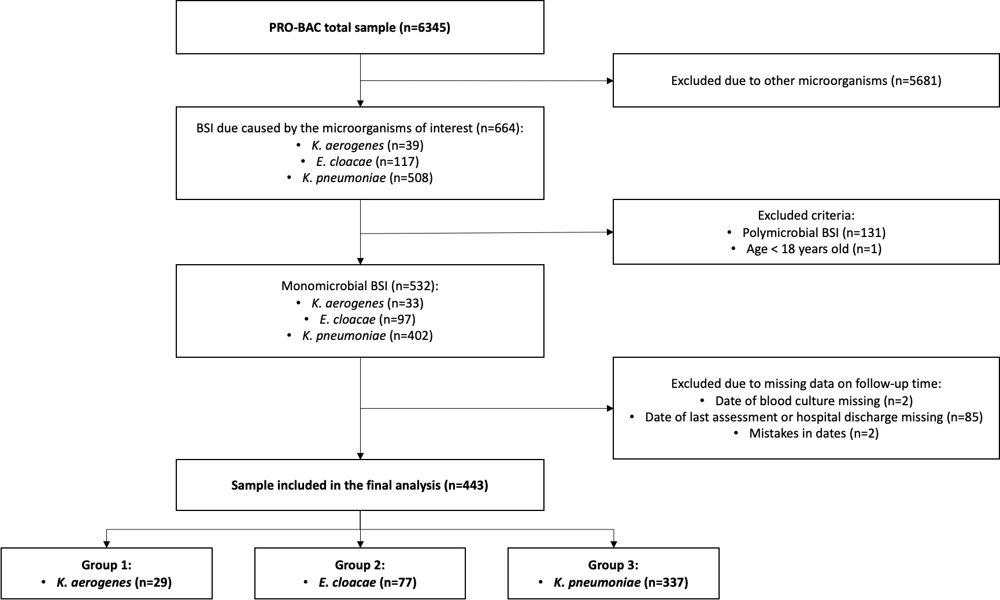 PRO-BAC total sample (n=6345)
Excluded due to other microorganisms (n=5681)
BSI due caused by the microorganisms of interest (n=664):
• K. aerogenes (n=39)
• E. cloacae (n=117)
• K. pneumoniae (n=508)
Excluded criteria:
• Polymicrobial BSI (n=131)
• Age < 18 years old (n=1)
Monomicrobial BSI (n=532):
• K. aerogenes (n=33)
• E. cloacae (n=97)
• K. pneumoniae (n=402)
Excluded due to missing data on follow-up time:
• Date of blood culture missing (n=2)
• Date of last assessment or hospital discharge missing (n=85)
• Mistakes in dates (n=2)
Sample included in the final analysis (n=443)
Group 1:
• K. aerogenes (n=29)
Group 2:
• E. cloacae (n=77)
Group 3:
• K. pneumoniae (n=337)